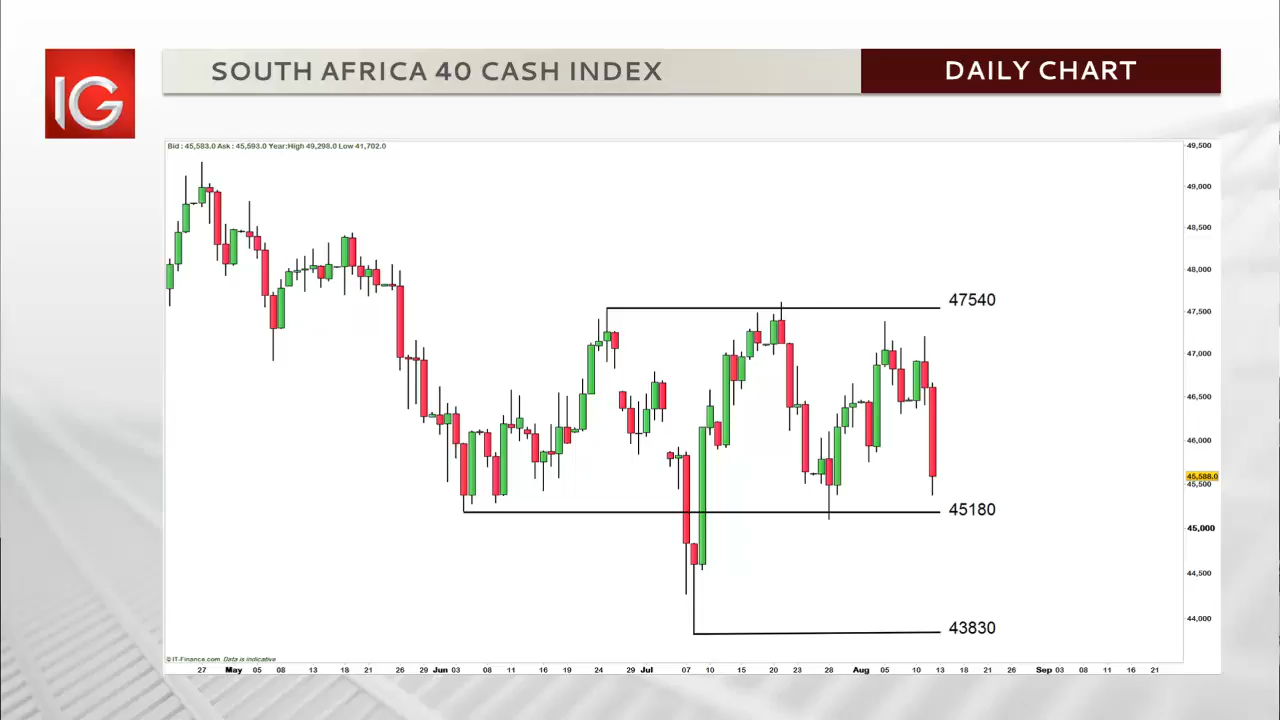 IG
SOUTH AFRICA 40 CASH INDEX
DAILY CHART
Bid : 45,583.0 Ask : 45,593.0 Year:High 49,298.0 Low 41,702.0
49,500
49,000
48,500
48,000
47540
47,500
47,000
46,500
46,000
45,588.0
45,500
45180
45,000
44,500
44,000
43830
© IT-Finance.com Data is indicative
27 May 05 08 13 18 21 26 29 Jun 03 08 11 16 19 24 29 Jul 07 10 15 20 23 28 Aug 05 10 13 18 21 26 Sep 03 08 11 16 21